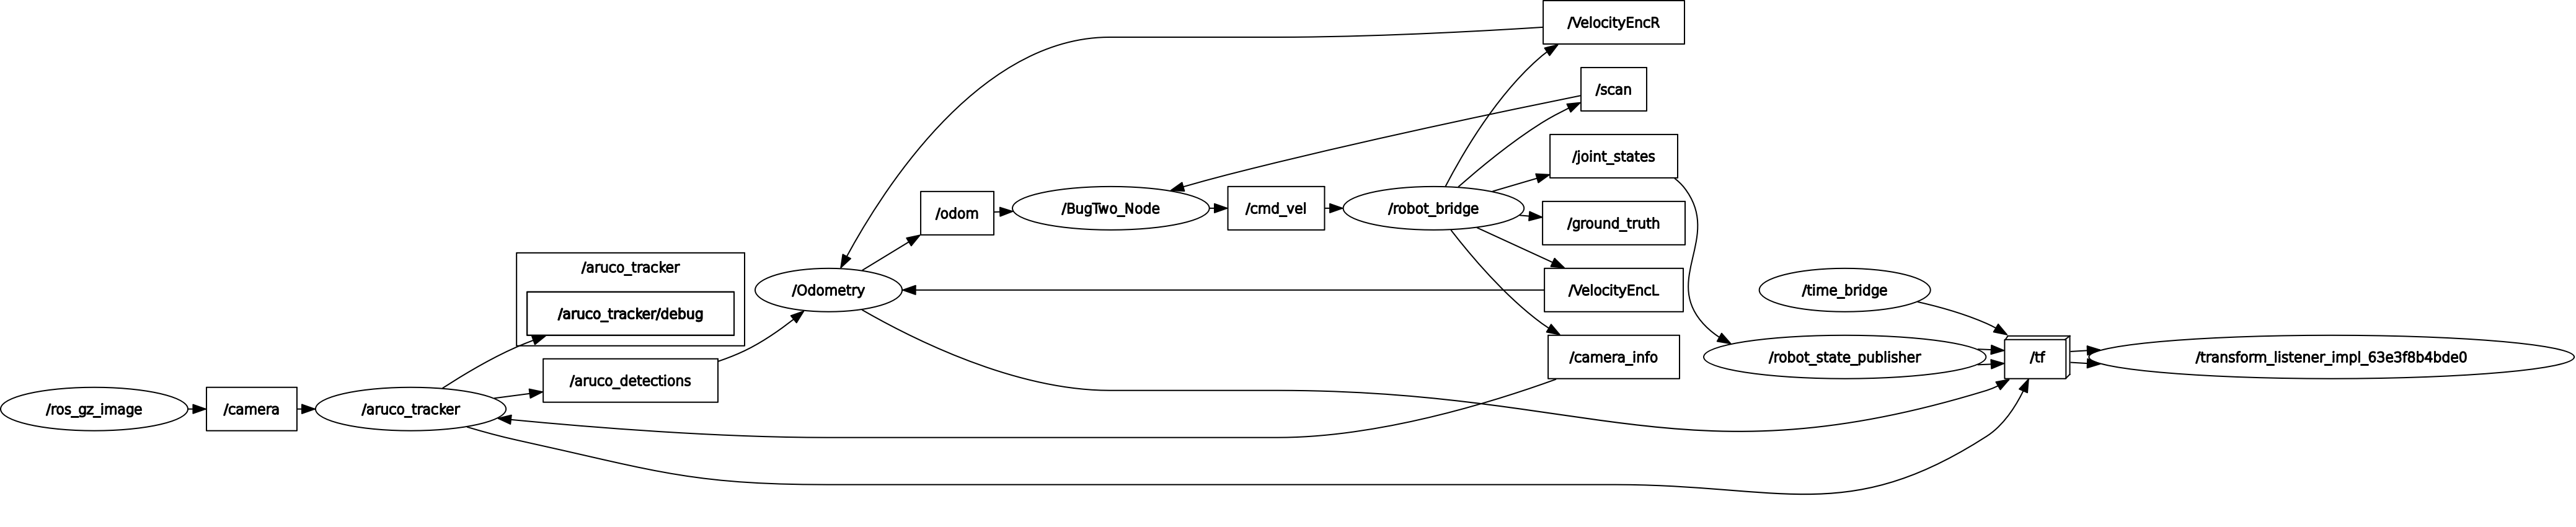 /VelocityEncR
/scan
/joint_states
/odom
/BugTwo_Node
/cmd_vel
/robot_bridge
/ground_truth
/aruco_tracker
/Odometry
/VelocityEncL
/time_bridge
/aruco_tracker/debug
/camera_info
/robot_state_publisher
/tf
/transform_listener_impl_63e3f8b4bde0
/aruco_detections
/ros_gz_image
/camera
/aruco_tracker